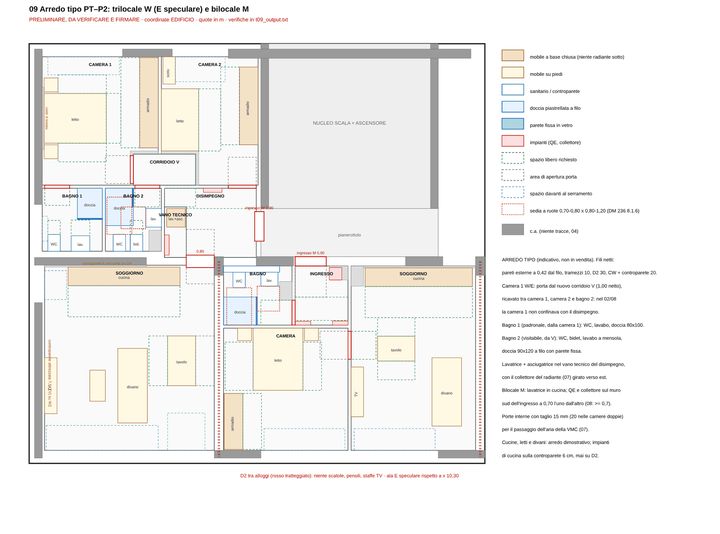 09 Arredo tipo PT–P2: trilocale W (E speculare) e bilocale M
PRELIMINARE, DA VERIFICARE E FIRMARE · coordinate EDIFICIO · quote in m · verifiche in t09_output.txt
CAMERA 1
CAMERA 2
armadio
letto
armadio
letto
NUCLEO SCALA + ASCENSORE
CORRIDOIO V
BAGNO 1
BAGNO 2
DISIMPEGNO
doccia
doccia
VANO TECNICO
lav
WC
lav.
WC
pianerottolo
0,80
ingresso M 0,90
SOGGIORNO
cucina
BAGNO
INGRESSO
SOGGIORNO
cucina
WC
doccia
CAMERA
tavolo
letto
tavolo
divano
TV
divano
armadio
mobile a base chiusa (niente radiante sotto)
mobile su piedi
sanitario / controparete
doccia piastrellata a filo
parete fissa in vetro
impianti (QE, collettore)
spazio libero richiesto
area di apertura porta
spazio davanti al serramento
sedia a ruote 0,70-0,80 x 0,80-1,20 (DM 236 8.1.6)
c.a. (niente tracce, 04)
ARREDO TIPO (indicativo, non in vendita). Fili netti:
pareti esterne a 0,42 dal filo, tramezzi 10, D2 30, CW + controparete 20.
Camera 1 W/E: porta dal nuovo corridoio V (1,00 netto),
ricavato tra camera 1, camera 2 e bagno 2: nel 02/08
la camera 1 non confinava con il disimpegno.
Bagno 1 (padronale, dalla camera 1): WC, lavabo, doccia 80x100.
Bagno 2 (visitabile, da V): WC, bidet, lavabo a mensola,
doccia 90x120 a filo con parete fissa.
Lavatrice + asciugatrice nel vano tecnico del disimpegno,
con il collettore del radiante (07) girato verso est.
Bilocale M: lavatrice in cucina; QE e collettore sul muro
sud dell'ingresso a 0,70 l'uno dall'altro (08: >= 0,7).
Porte interne con taglio 15 mm (20 nelle camere doppie)
per il passaggio dell'aria della VMC (07).
Cucine, letti e divani: arredo dimostrativo; impianti
di cucina sulla controparete 6 cm, mai su D2.
D2 tra alloggi (rosso tratteggiato): niente scatole, pensili, staffe TV · ala E speculare rispetto a x 10,30